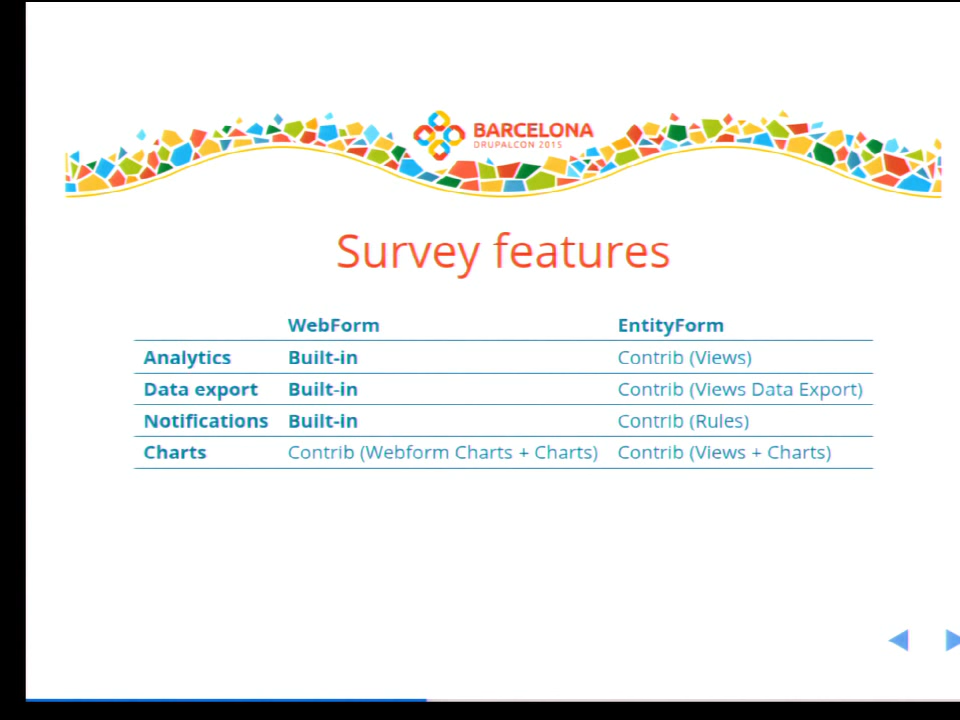 BARCELONA
DRUPALCON 2015
Survey features
WebForm EntityForm
Analytics Built-in Contrib (Views)
Data export Built-in Contrib (Views Data Export)
Notifications Built-in Contrib (Rules)
Charts Contrib (Webform Charts + Charts) Contrib (Views + Charts)